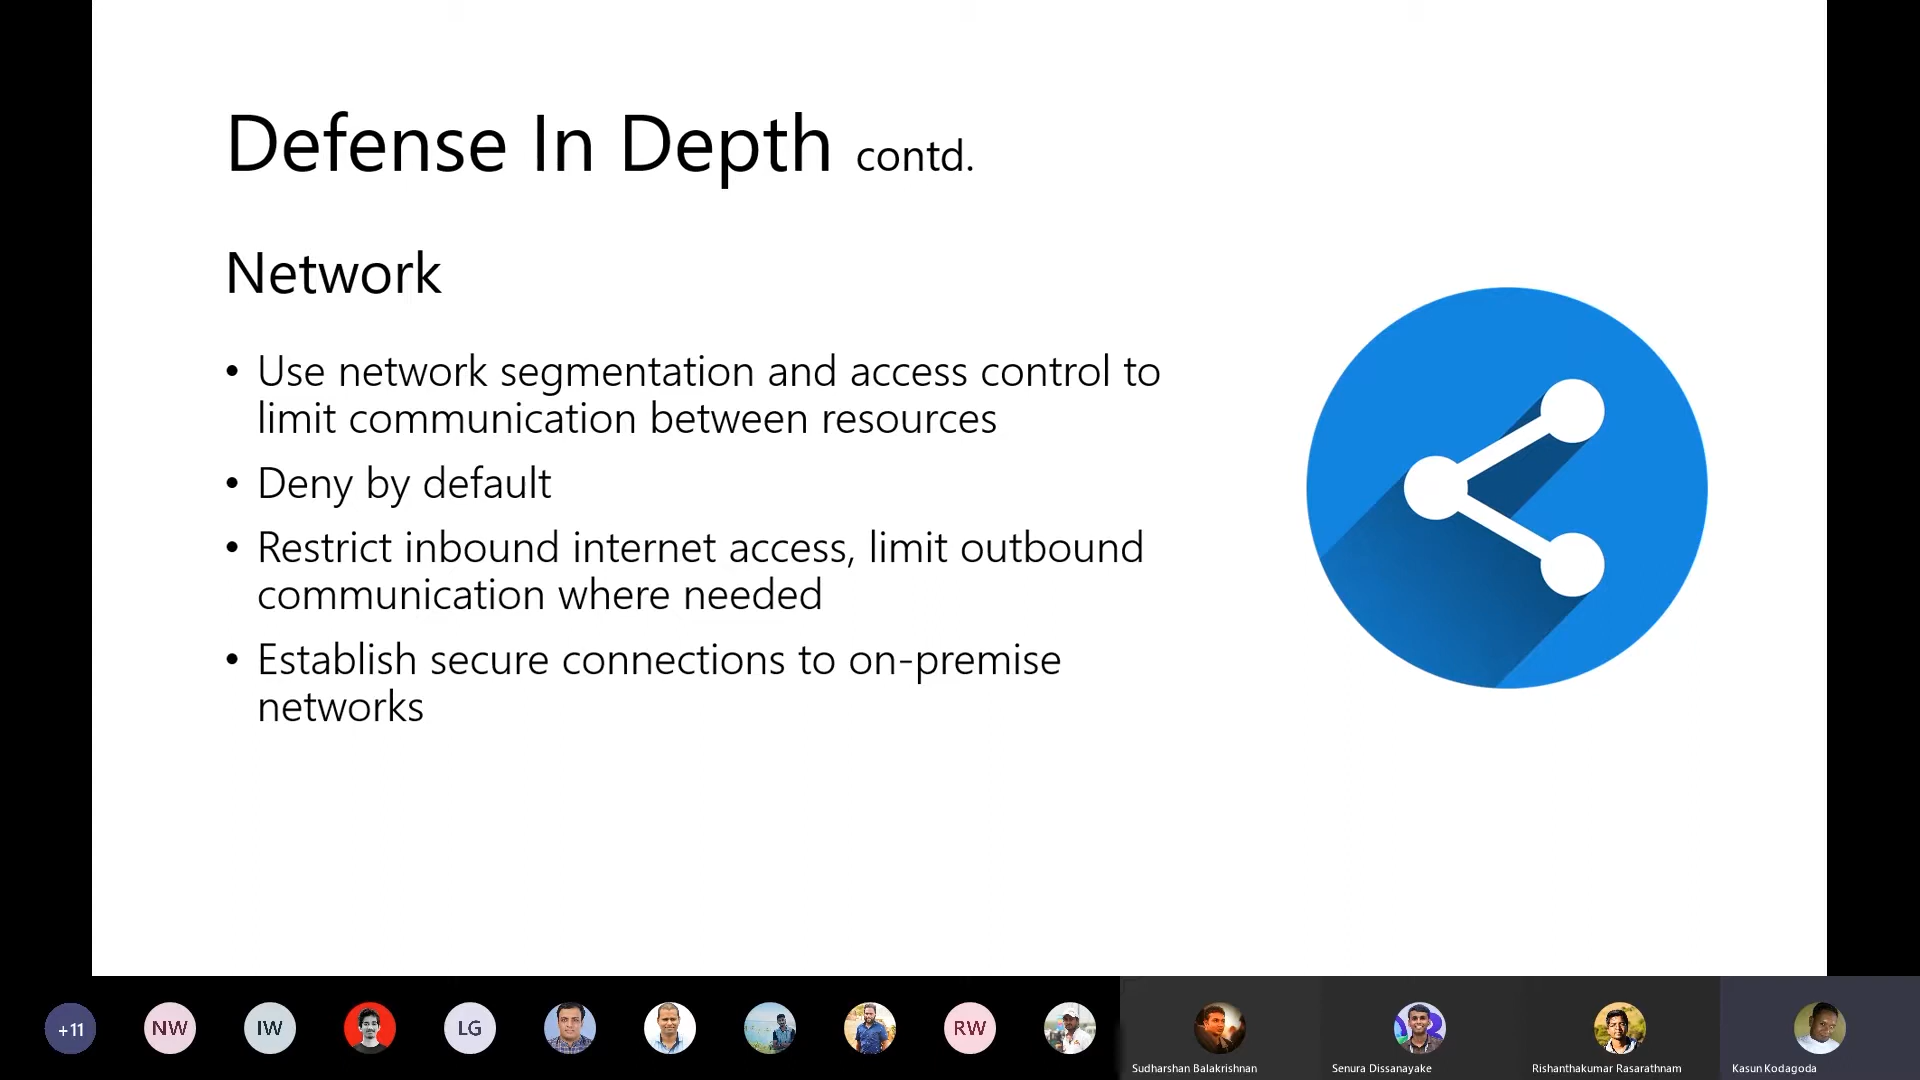 Defense In Depth contd.
Network
• Use network segmentation and access control to
limit communication between resources
• Deny by default
• Restrict inbound internet access, limit outbound
communication where needed
• Establish secure connections to on-premise
networks
+11
NW
IW
LG
RW
Sudharshan Balakrishnan
Senura Dissanayake
Rishanthakumar Rasarathnam
Kasun Kodagoda